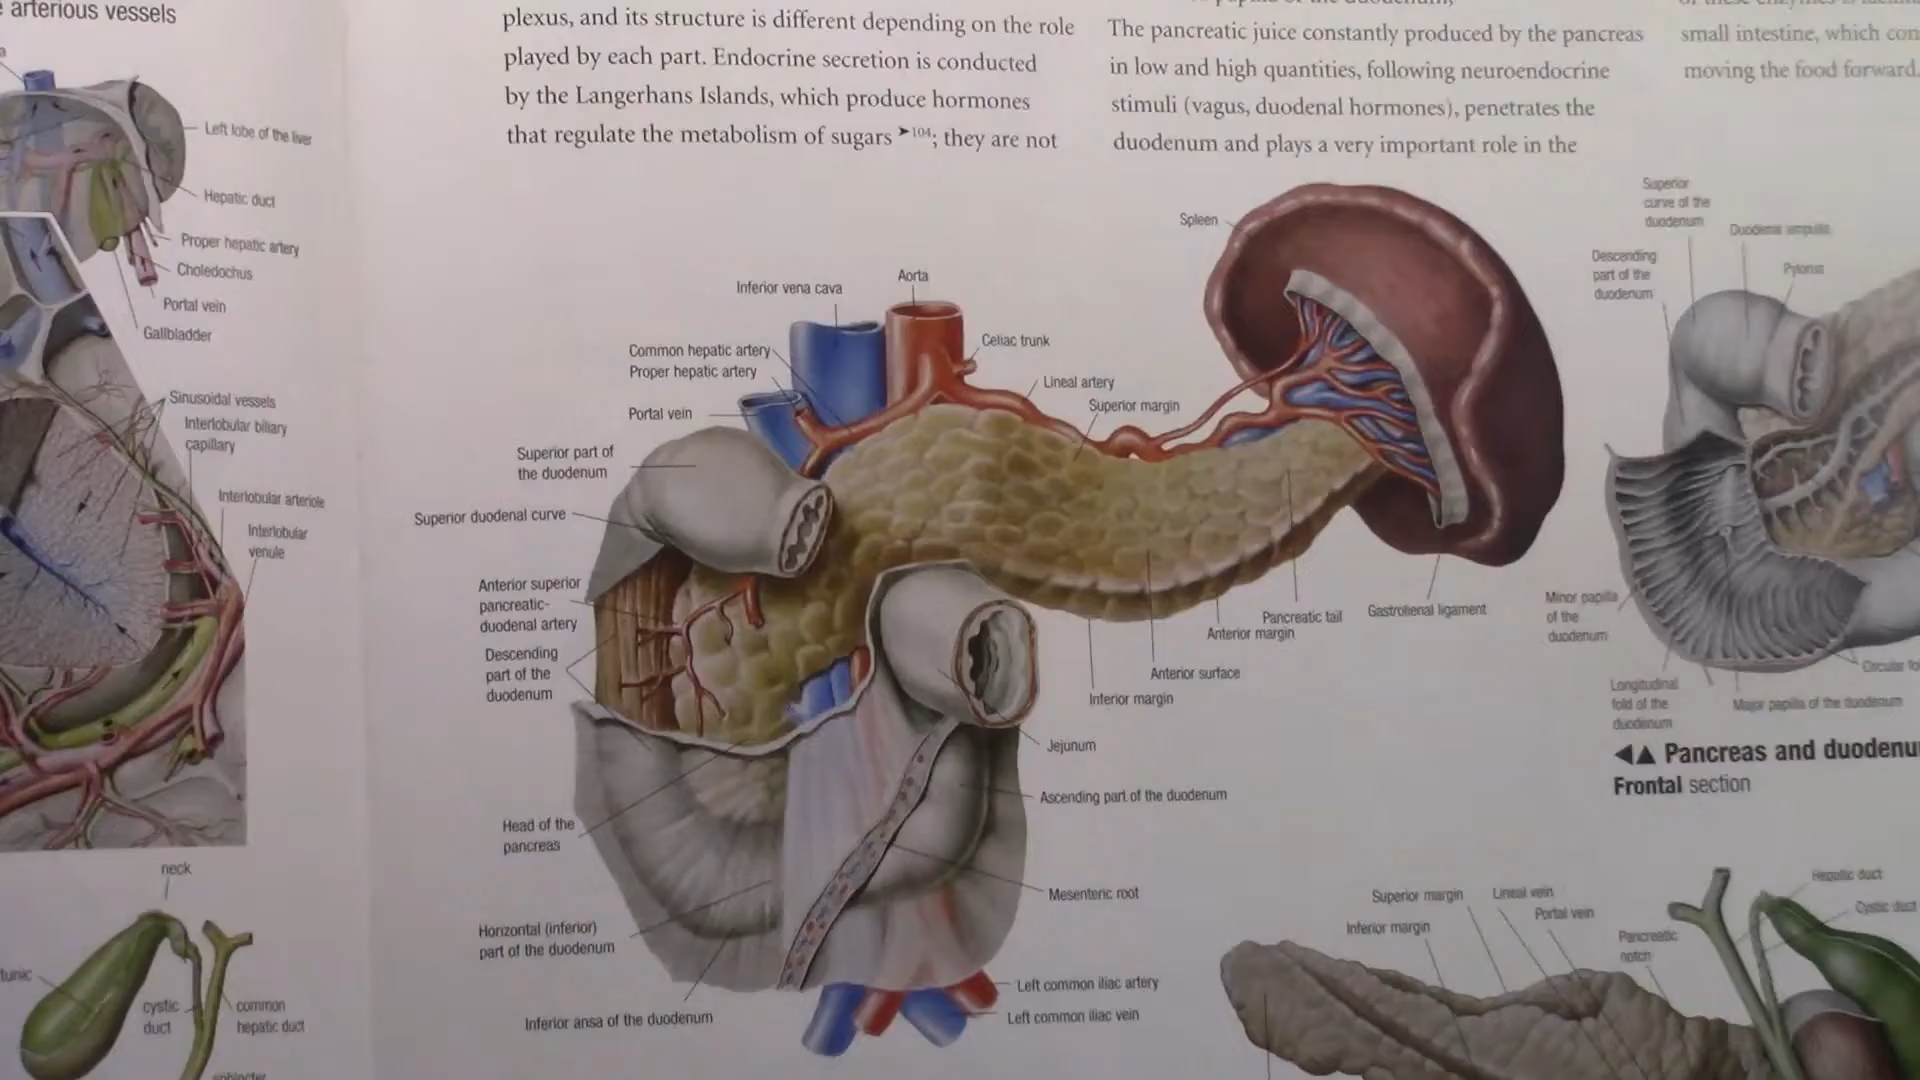 arterious vessels
Left lobe of the liver
Hepatic duct
Proper hepatic artery
Choledochus
Portal vein
Gallbladder
Sinusoidal vessels
Interlobular biliary
capillary
Interlobular arteriole
Interlobular
venule
neck
tunic
cystic
duct
common
hepatic duct
plexus, and its structure is different depending on the role
played by each part. Endocrine secretion is conducted
by the Langerhans Islands, which produce hormones
that regulate the metabolism of sugars ➤104; they are not
The pancreatic juice constantly produced by the pancreas
in low and high quantities, following neuroendocrine
stimuli (vagus, duodenal hormones), penetrates the
duodenum and plays a very important role in the
small intestine, which con
moving the food forward.
Spleen
Aorta
Inferior vena cava
Celiac trunk
Common hepatic artery
Proper hepatic artery
Lineal artery
Superior margin
Portal vein
Superior part of
the duodenum
Superior duodenal curve
Anterior superior
pancreatic-
duodenal artery
Descending
part of the
duodenum
Pancreatic tail
Gastrolienal ligament
Anterior margin
Anterior surface
Inferior margin
Jejunum
Ascending part of the duodenum
Head of the
pancreas
Mesenteric root
Horizontal (inferior)
part of the duodenum
Left common iliac artery
Inferior ansa of the duodenum
Left common iliac vein
Superior
curve of the
duodenum
Duodenal ampulla
Descending
part of the
duodenum
Pylorus
Minor papilla
of the
duodenum
Circular fo
Longitudinal
fold of the
duodenum
Major papilla of the duodenum
◀▲ Pancreas and duodenu
Frontal section
Superior margin
Lineal vein
Inferior margin
Portal vein
Pancreatic
notch
Hepatic duct
Cystic duct